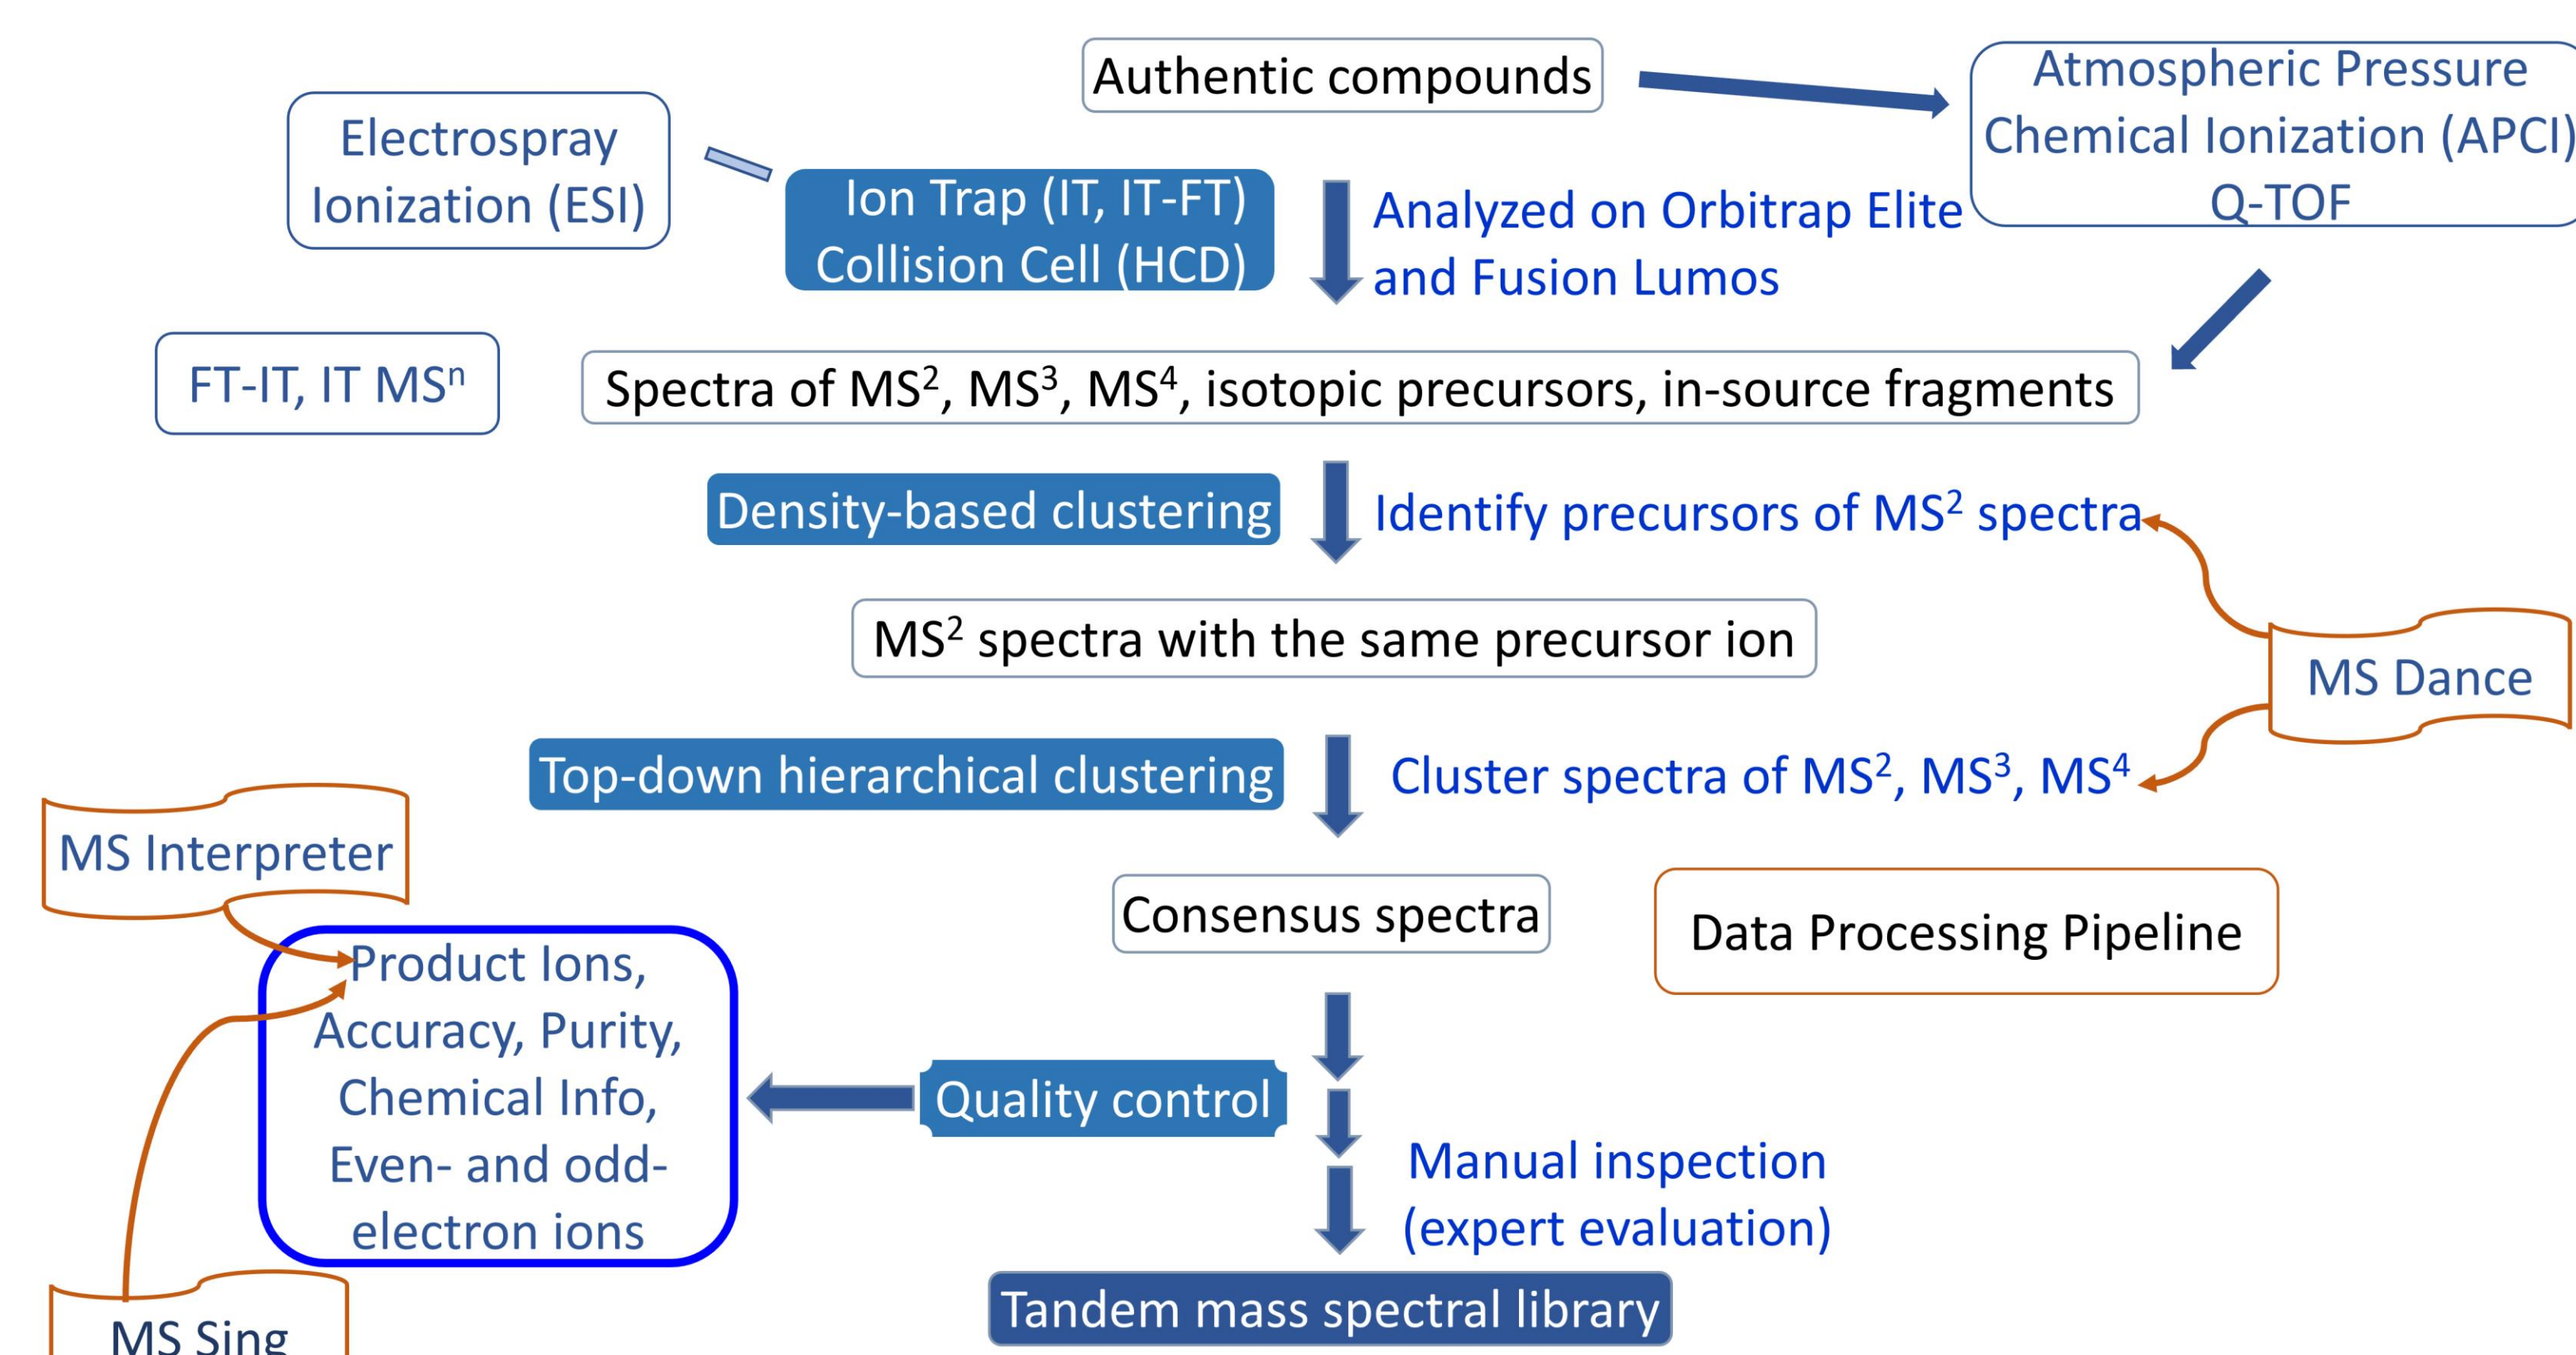 Authentic compounds
Atmospheric Pressure
Chemical Ionization (APCI)
Q-TOF
Electrospray
Ionization (ESI)
Ion Trap (IT, IT-FT)
Collision Cell (HCD)
Analyzed on Orbitrap Elite
and Fusion Lumos
FT-IT, IT MSⁿ
Spectra of MS², MS³, MS⁴, isotopic precursors, in-source fragments
Density-based clustering
Identify precursors of MS² spectra
MS² spectra with the same precursor ion
MS Dance
Top-down hierarchical clustering
Cluster spectra of MS², MS³, MS⁴
MS Interpreter
Consensus spectra
Data Processing Pipeline
Product Ions,
Accuracy, Purity,
Chemical Info,
Even- and odd-
electron ions
Quality control
Manual inspection
(expert evaluation)
Tandem mass spectral library
MS Sing